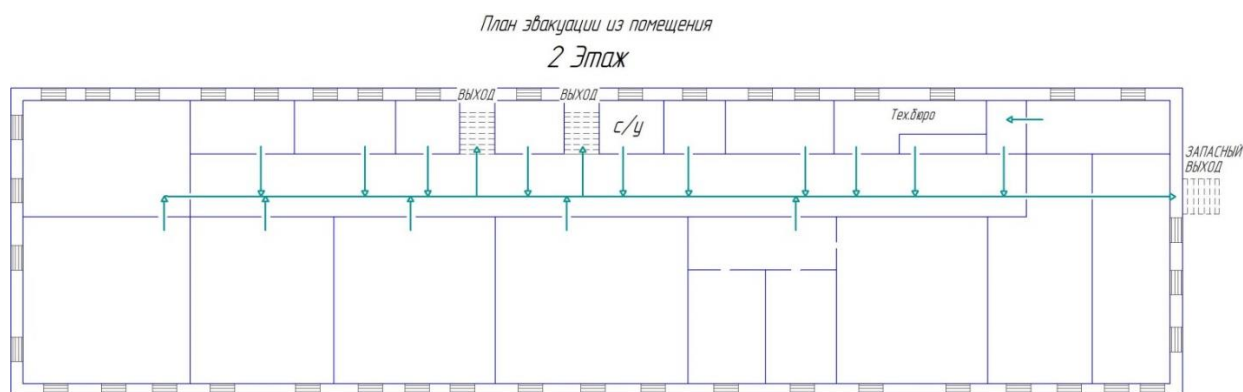 План эвакуации из помещения
2 Этаж
ВЫХОД
ВЫХОД
с/у
Тех.бюро
ЗАПАСНЫЙ
ВЫХОД